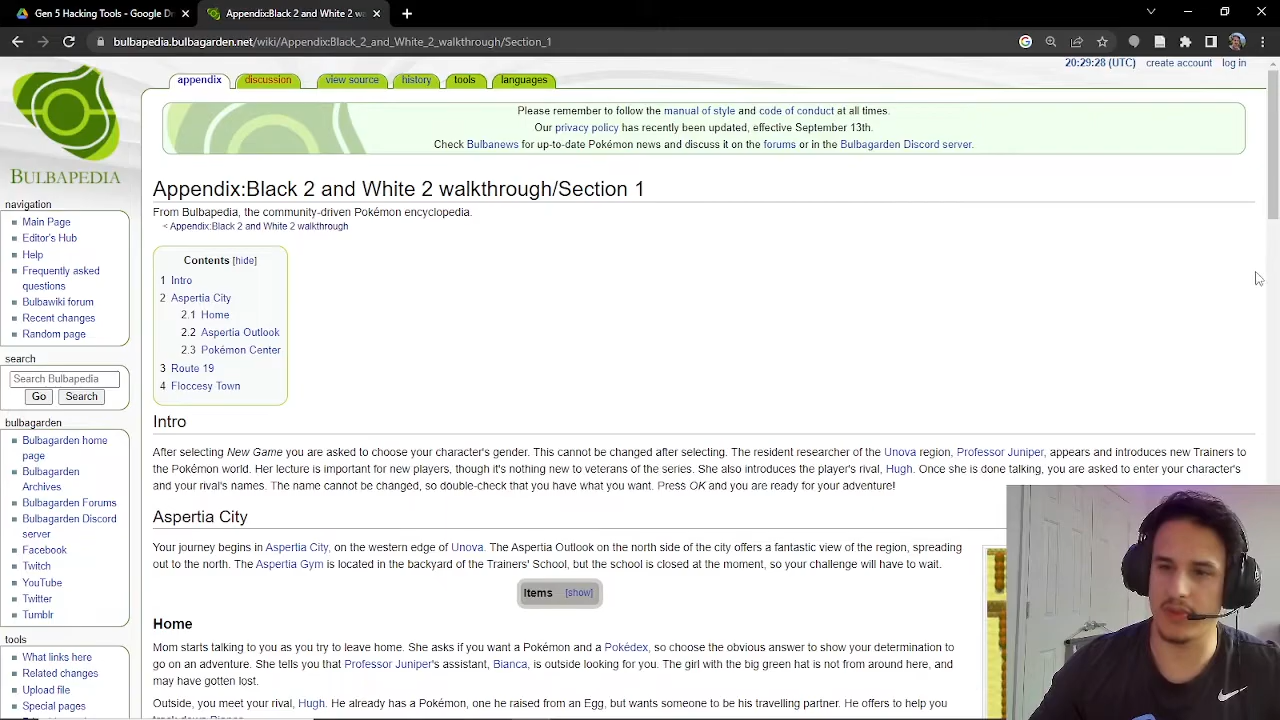 Gen 5 Hacking Tools - Google Dr
Appendix:Black 2 and White 2 wa
bulbapedia.bulbagarden.net/wiki/Appendix:Black_2_and_White_2_walkthrough/Section_1
20:29:28 (UTC) create account log in
appendix discussion view source history tools languages
Please remember to follow the manual of style and code of conduct at all times.
Our privacy policy has recently been updated, effective September 13th.
Check Bulbanews for up-to-date Pokémon news and discuss it on the forums or in the Bulbagarden Discord server.
BULBAPEDIA
navigation
Main Page
Editor's Hub
Help
Frequently asked
questions
Bulbawiki forum
Recent changes
Random page
search
Search Bulbapedia
Go Search
bulbagarden
Bulbagarden home
page
Bulbagarden
Archives
Bulbagarden Forums
Bulbagarden Discord
server
Facebook
Twitch
YouTube
Twitter
Tumblr
tools
What links here
Related changes
Upload file
Special pages
Appendix:Black 2 and White 2 walkthrough/Section 1
From Bulbapedia, the community-driven Pokémon encyclopedia.
< Appendix:Black 2 and White 2 walkthrough
Contents [hide]
1 Intro
2 Aspertia City
2.1 Home
2.2 Aspertia Outlook
2.3 Pokémon Center
3 Route 19
4 Floccesy Town
Intro
After selecting New Game you are asked to choose your character's gender. This cannot be changed after selecting. The resident researcher of the Unova region, Professor Juniper, appears and introduces new Trainers to
the Pokémon world. Her lecture is important for new players, though it's nothing new to veterans of the series. She also introduces the player's rival, Hugh. Once she is done talking, you are asked to enter your character's
and your rival's names. The name cannot be changed, so double-check that you have what you want. Press OK and you are ready for your adventure!
Aspertia City
Your journey begins in Aspertia City, on the western edge of Unova. The Aspertia Outlook on the north side of the city offers a fantastic view of the region, spreading
out to the north. The Aspertia Gym is located in the backyard of the Trainers' School, but the school is closed at the moment, so your challenge will have to wait.
Items [show]
Home
Mom starts talking to you as you try to leave home. She asks if you want a Pokémon and a Pokédex, so choose the obvious answer to show your determination to
go on an adventure. She tells you that Professor Juniper's assistant, Bianca, is outside looking for you. The girl with the big green hat is not from around here, and
may have gotten lost.
Outside, you meet your rival, Hugh. He already has a Pokémon, one he raised from an Egg, but wants someone to be his travelling partner. He offers to help you
track down Bianca.